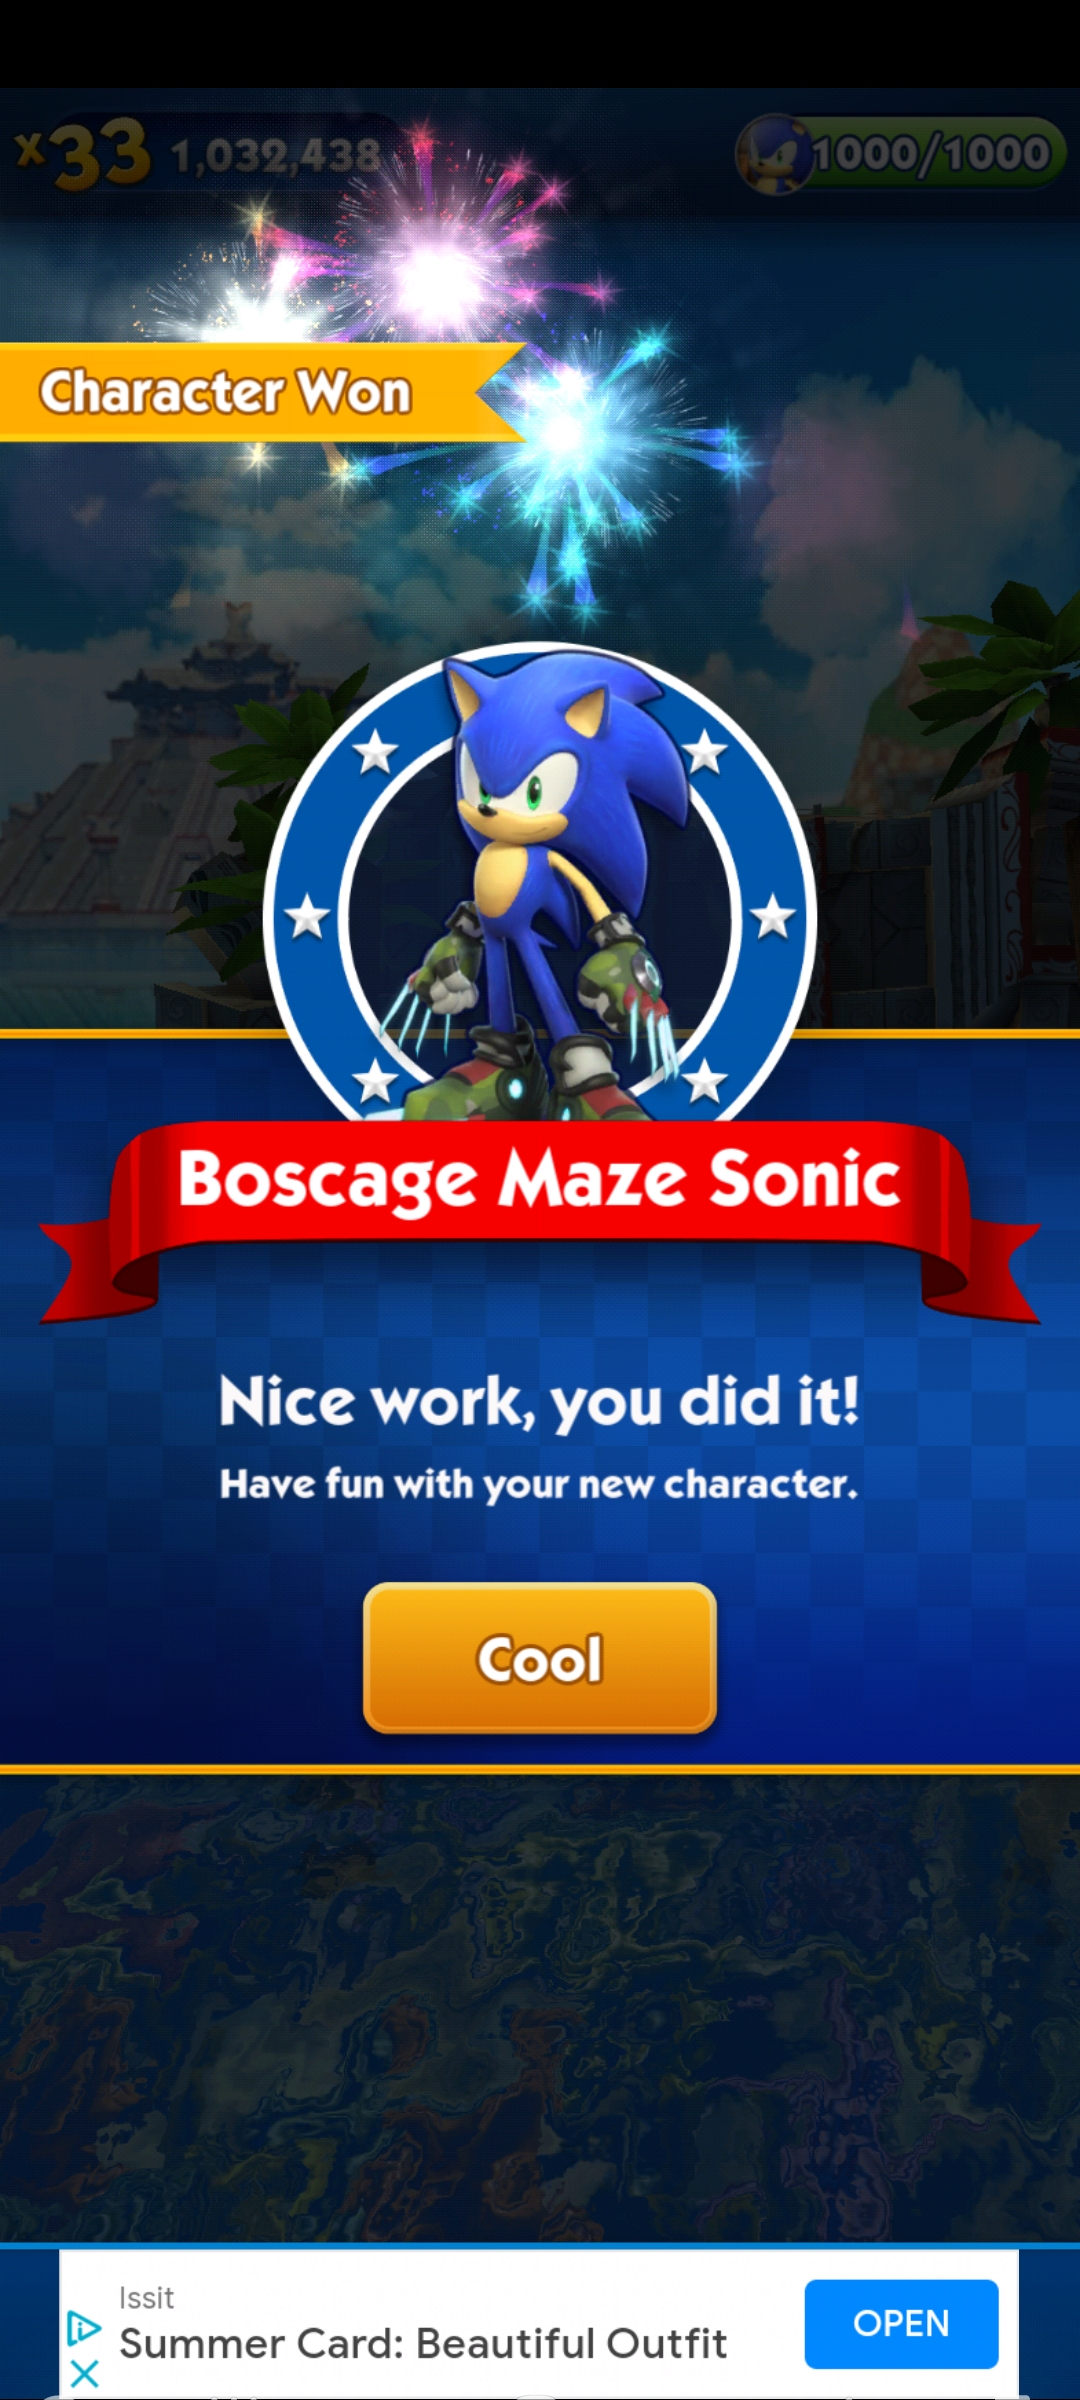 x33 1,032,438
1000/1000
Character Won
Boscage Maze Sonic
Nice work, you did it!
Have fun with your new character.
Cool
Issit
Summer Card: Beautiful Outfit
OPEN